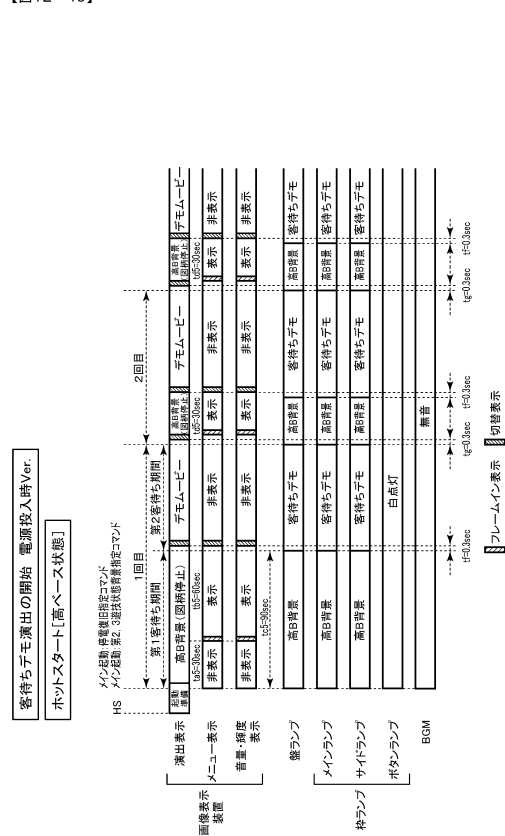 客待ちデモ演出の開始 電源投入時Ver.
ホットスタート[高ベース状態]
メイン起動:停電復旧指定コマンド
メイン起動:第2,3遊技状態背景指定コマンド
HS
1回目
2回目
第1客待ち期間
第2客待ち期間
画像表示
装置
演出表示
起動
準備
高B背景(図柄停止)
デモムービー
高B背景
図柄停止
デモムービー
高B背景
図柄停止
デモムービー
ta5=30sec
tb5=60sec
td5=30sec
td5=30sec
メニュー表示
非表示
表示
非表示
表示
非表示
表示
非表示
音量・輝度
表示
非表示
表示
非表示
表示
非表示
表示
非表示
tc5=90sec
盤ランプ
高B背景
客待ちデモ
高B背景
客待ちデモ
高B背景
客待ちデモ
枠ランプ
メインランプ
高B背景
客待ちデモ
高B背景
客待ちデモ
高B背景
客待ちデモ
サイドランプ
高B背景
客待ちデモ
高B背景
客待ちデモ
高B背景
客待ちデモ
ボタンランプ
白点灯
BGM
無音
tf=0.3sec
tg=0.3sec
tf=0.3sec
tg=0.3sec
tf=0.3sec
フレームイン表示
切替表示